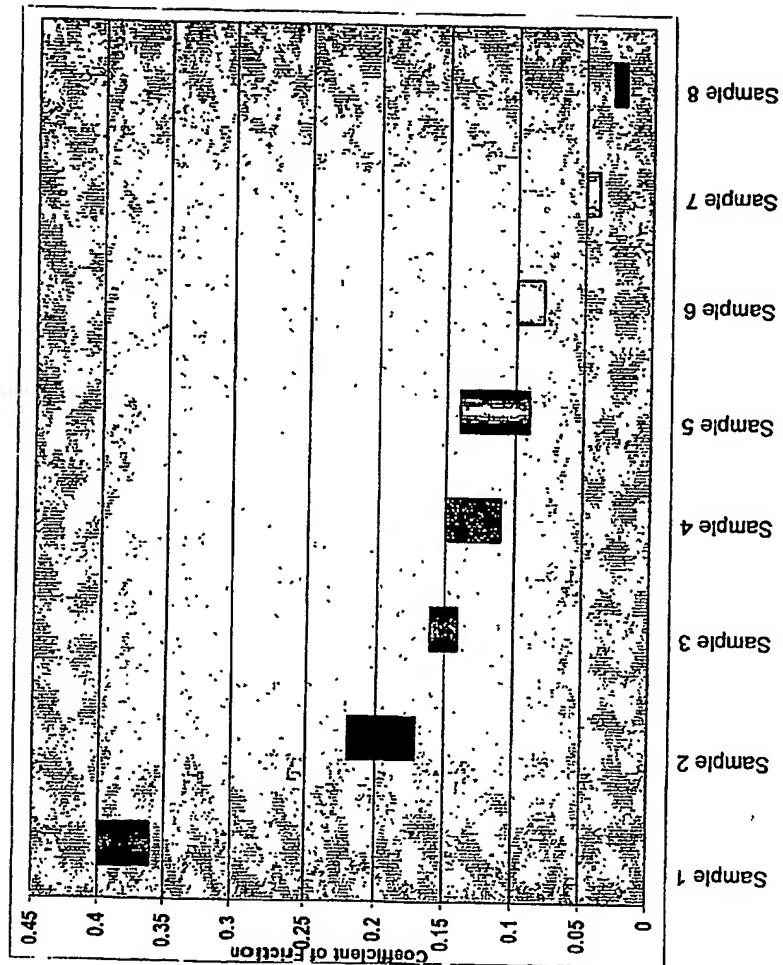 Coefficient of Friction
0.45
0.4
0.35
0.3
0.25
0.2
0.15
0.1
0.05
0
Sample 1
Sample 2
Sample 3
Sample 4
Sample 5
Sample 6
Sample 7
Sample 8